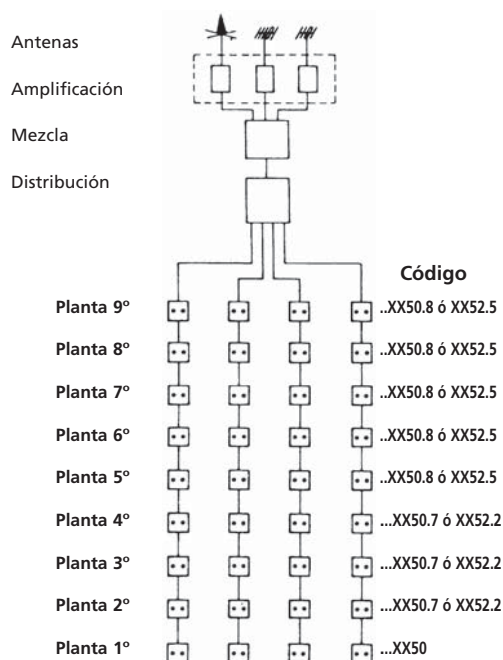 Antenas
Amplificación
Mezcla
Distribución
Código
Planta 9º ..XX50.8 ó XX52.5
Planta 8º ..XX50.8 ó XX52.5
Planta 7º ..XX50.8 ó XX52.5
Planta 6º ..XX50.8 ó XX52.5
Planta 5º ..XX50.8 ó XX52.5
Planta 4º ...XX50.7 ó XX52.2
Planta 3º ...XX50.7 ó XX52.2
Planta 2º ...XX50.7 ó XX52.2
Planta 1º ...XX50